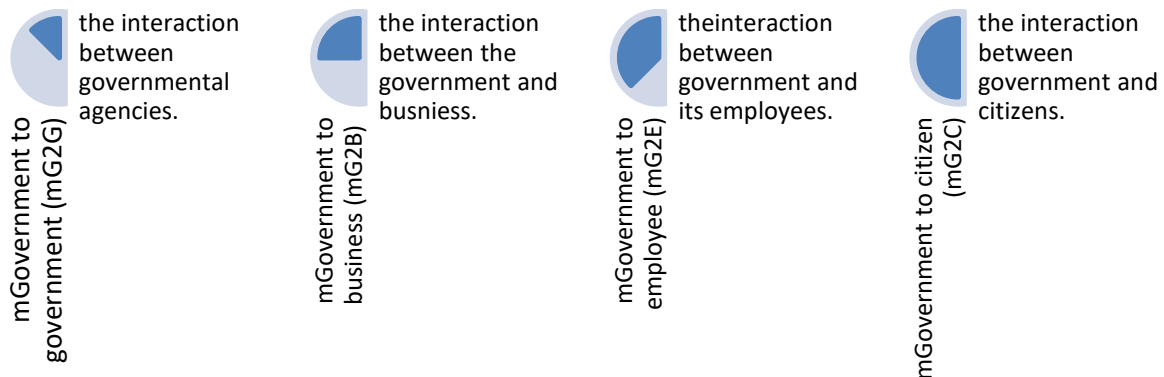 the interaction
between
governmental
agencies.
mGovernment to
government (mG2G)
the interaction
between the
government and
busniess.
mGovernment to
business (mG2B)
theinteraction
between
government and
its employees.
mGovernment to
employee (mG2E)
the interaction
between
government and
citizens.
mGovernment to citizen
(mG2C)